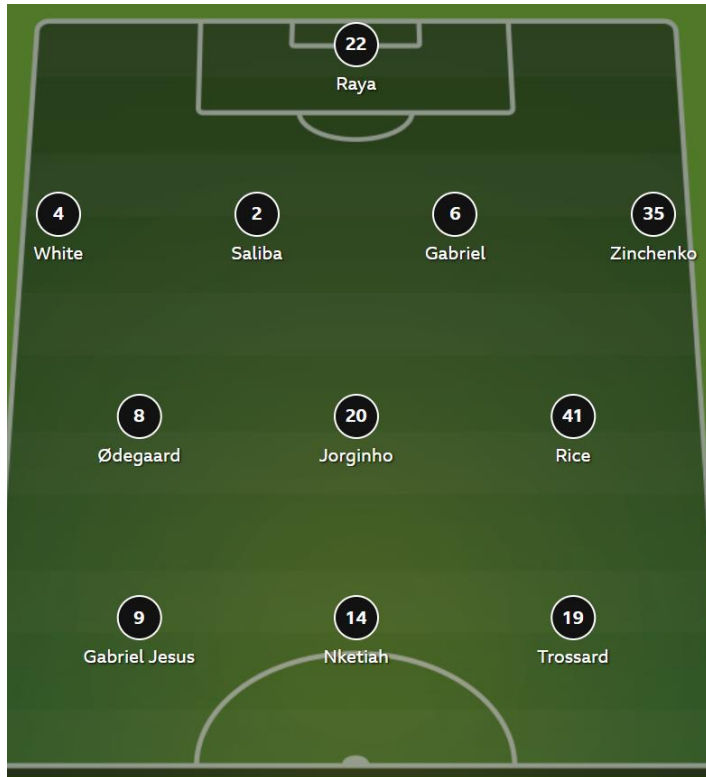 22
Raya
4
White
2
Saliba
6
Gabriel
35
Zinchenko
8
Ødegaard
20
Jorginho
41
Rice
9
Gabriel Jesus
14
Nketiah
19
Trossard